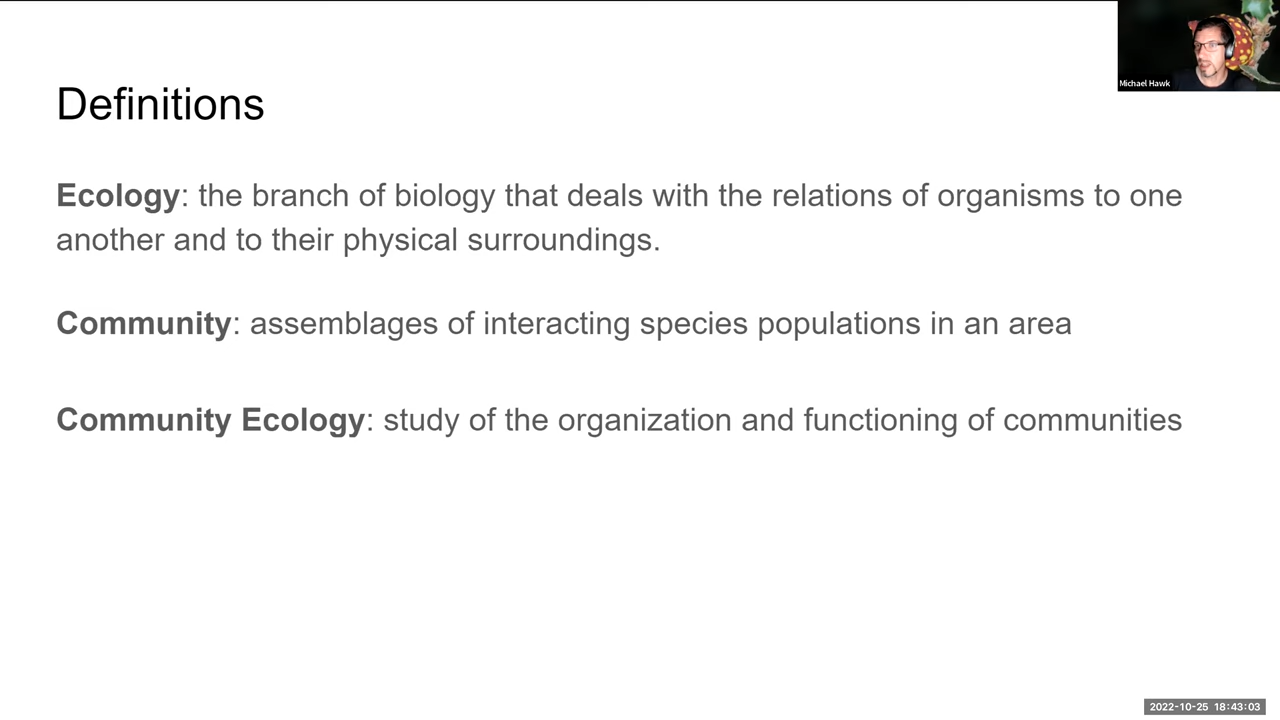 Michael Hawk
Definitions
Ecology: the branch of biology that deals with the relations of organisms to one
another and to their physical surroundings.
Community: assemblages of interacting species populations in an area
Community Ecology: study of the organization and functioning of communities
2022-10-25 18:43:03